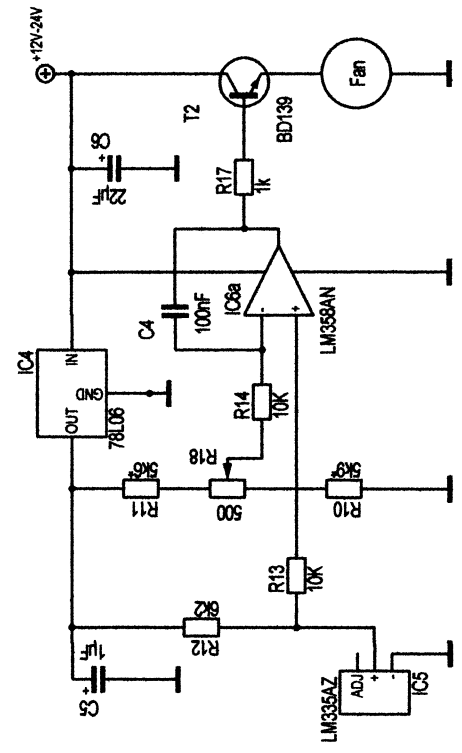 +12V-24V
C6
+
22µF
T2
BD139
Fan
R17
1k
C4
100nF
IC6a
-
+
LM358AN
IC4
IN
GND
OUT
78L06
R14
10K
R18
500
R11
5k6*
R10
5k9*
R13
10K
R12
6k2
C5
+
1µF
LM335AZ
ADJ
+
-
IC5